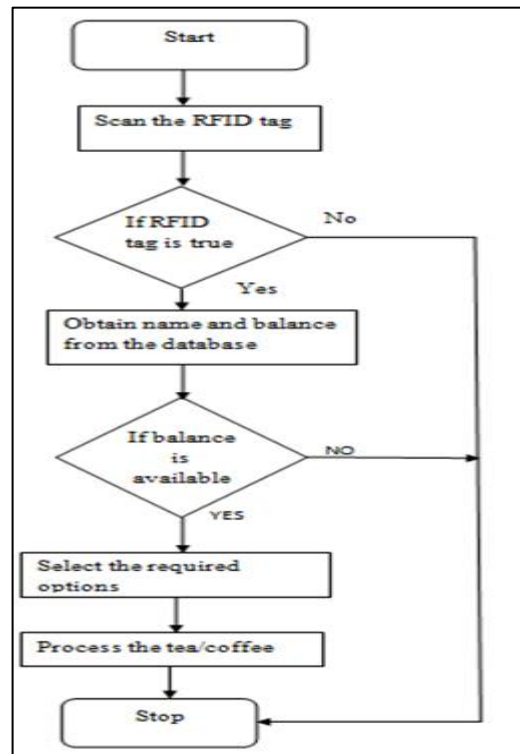 Start
Scan the RFID tag
If RFID
tag is true
No
Yes
Obtain name and balance
from the database
If balance
is
available
NO
YES
Select the required
options
Process the tea/coffee
Stop